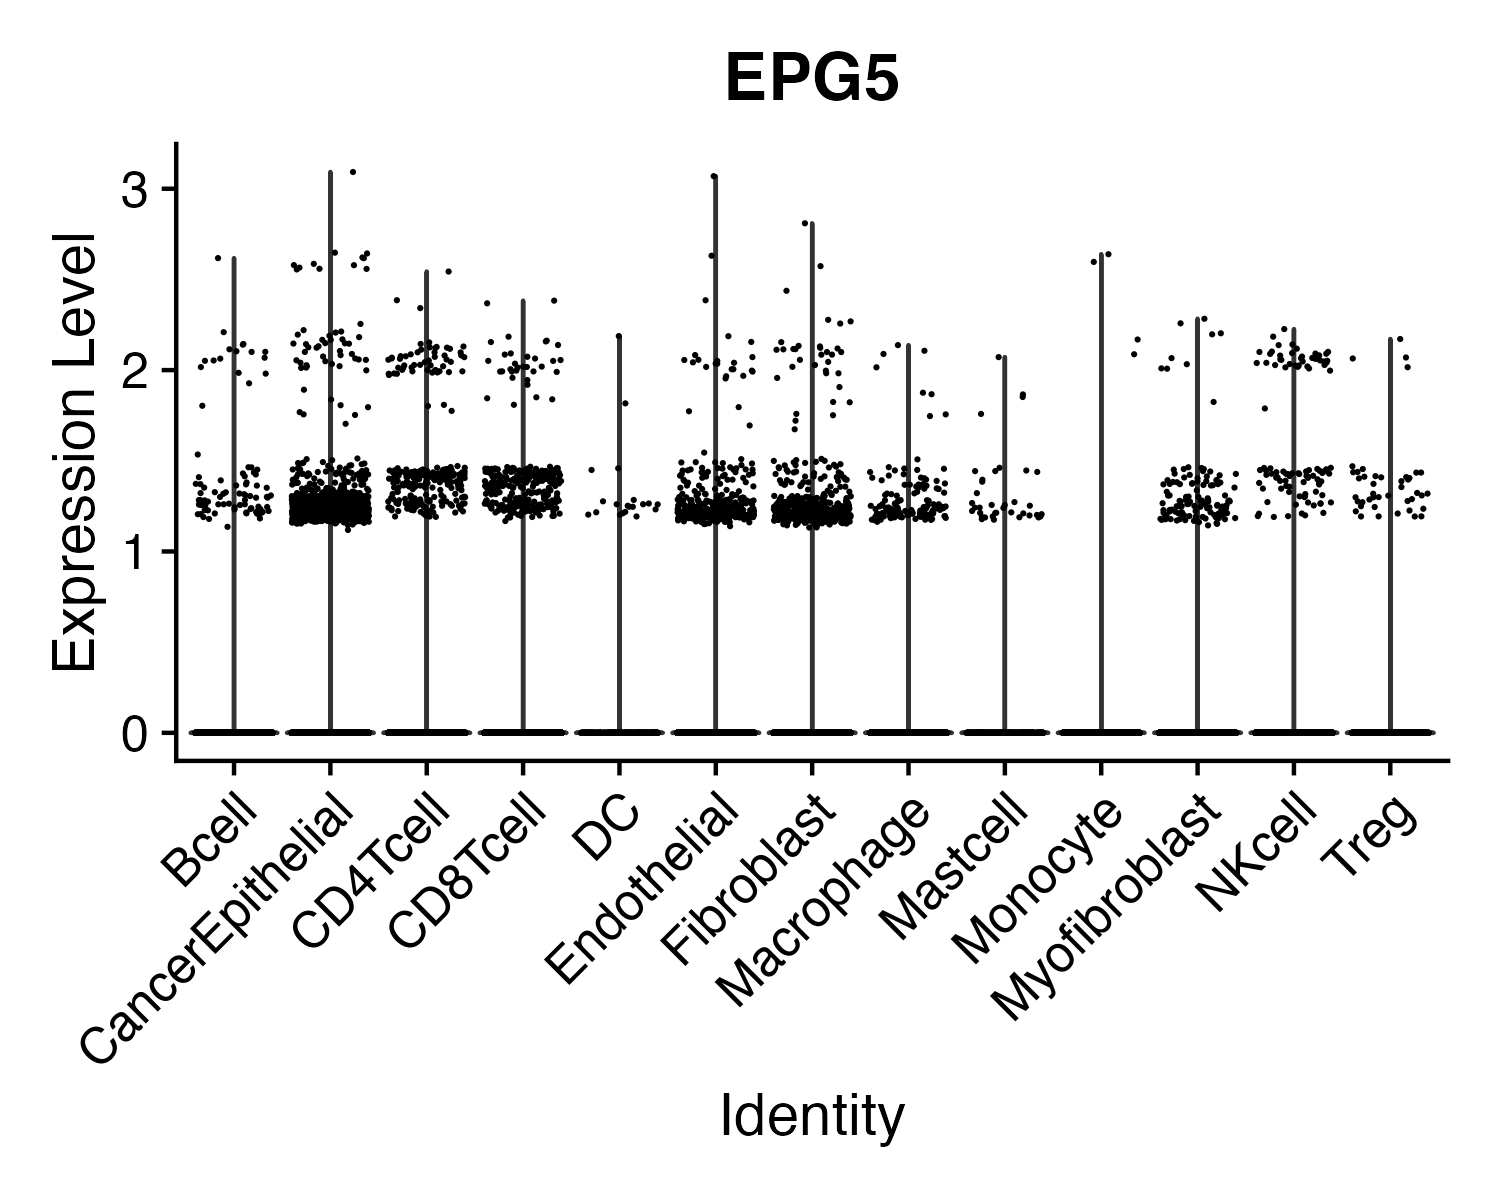 EPG5
Expression Level
3
2
1
0
Bcell
CancerEpithelial
CD4Tcell
CD8Tcell
DC
Endothelial
Fibroblast
Macrophage
Mastcell
Monocyte
Myofibroblast
NKcell
Treg
Identity